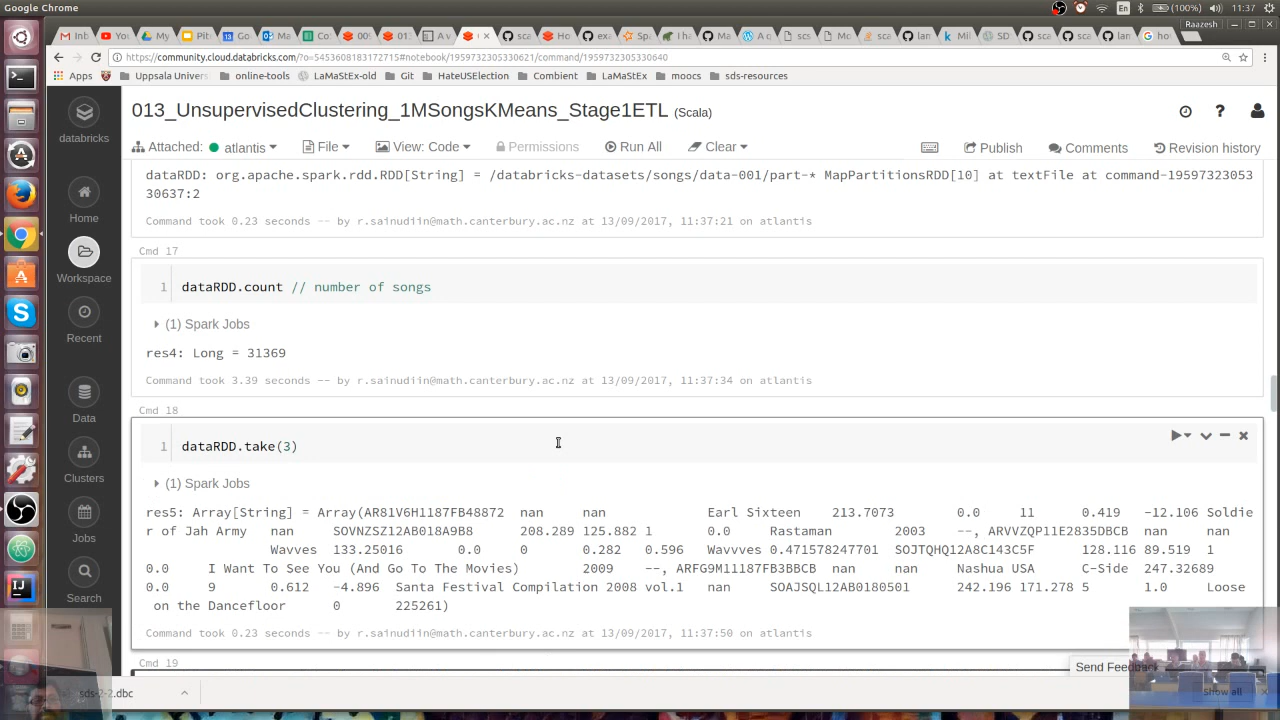 Google Chrome
En
(100%)
11:37
Raazesh
https://community.cloud.databricks.com/?o=5453608183172715#notebook/1959732305330621/command/1959732305330640
Apps
Uppsala Univers
online-tools
LaMaStEx-old
Git
HateUSElection
Combient
LaMaStEx
moocs
sds-resources
databricks
Home
Workspace
Recent
Data
Clusters
Jobs
Search
013_UnsupervisedClustering_1MSongsKMeans_Stage1ETL (Scala)
Attached: atlantis File View: Code Permissions Run All Clear Publish Comments Revision history
dataRDD: org.apache.spark.rdd.RDD[String] = /databricks-datasets/songs/data-001/part-* MapPartitionsRDD[10] at textFile at command-19597323053
30637:2
Command took 0.23 seconds -- by r.sainudiin@math.canterbury.ac.nz at 13/09/2017, 11:37:21 on atlantis
Cmd 17
1 dataRDD.count // number of songs
(1) Spark Jobs
res4: Long = 31369
Command took 3.39 seconds -- by r.sainudiin@math.canterbury.ac.nz at 13/09/2017, 11:37:34 on atlantis
Cmd 18
1 dataRDD.take(3)
(1) Spark Jobs
res5: Array[String] = Array(AR81V6H1187FB48872 nan nan Earl Sixteen 213.7073 0.0 11 0.419 -12.106 Soldie
r of Jah Army nan SOVNZSZ12AB018A9B8 208.289 125.882 1 0.0 Rastaman 2003 --, ARVVZQP11E2835DBCB nan nan
Wavves 133.25016 0.0 0 0.282 0.596 Wavvves 0.471578247701 SOJTQHQ12A8C143C5F 128.116 89.519 1
0.0 I Want To See You (And Go To The Movies) 2009 --, ARFG9M11187FB3BBCB nan nan Nashua USA C-Side 247.32689
0.0 9 0.612 -4.896 Santa Festival Compilation 2008 vol.1 nan SOAJSQL12AB0180501 242.196 171.278 5 1.0 Loose
on the Dancefloor 0 225261)
Command took 0.23 seconds -- by r.sainudiin@math.canterbury.ac.nz at 13/09/2017, 11:37:50 on atlantis
Cmd 19
Send Feedback
sds-2-2.dbc
Show all